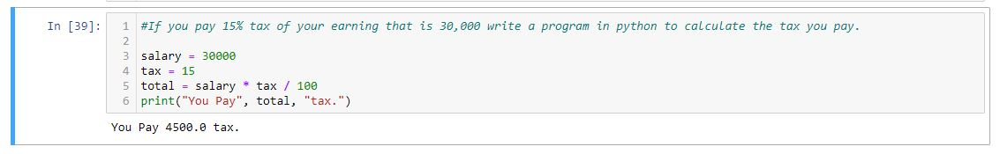 In [39]:
1 #If you pay 15% tax of your earning that is 30,000 write a program in python to calculate the tax you pay.
2
3 salary = 30000
4 tax = 15
5 total = salary * tax / 100
6 print("You Pay", total, "tax.")
You Pay 4500.0 tax.